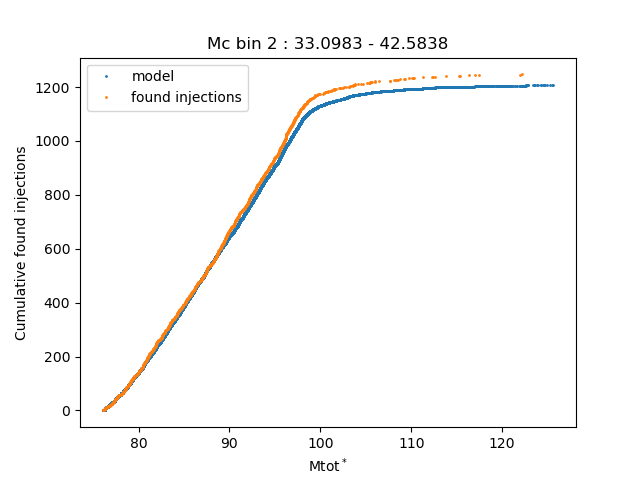 Mc bin 2 : 33.0983 - 42.5838
model
found injections
Cumulative found injections
1200
1000
800
600
400
200
0
80 90 100 110 120
Mtot*